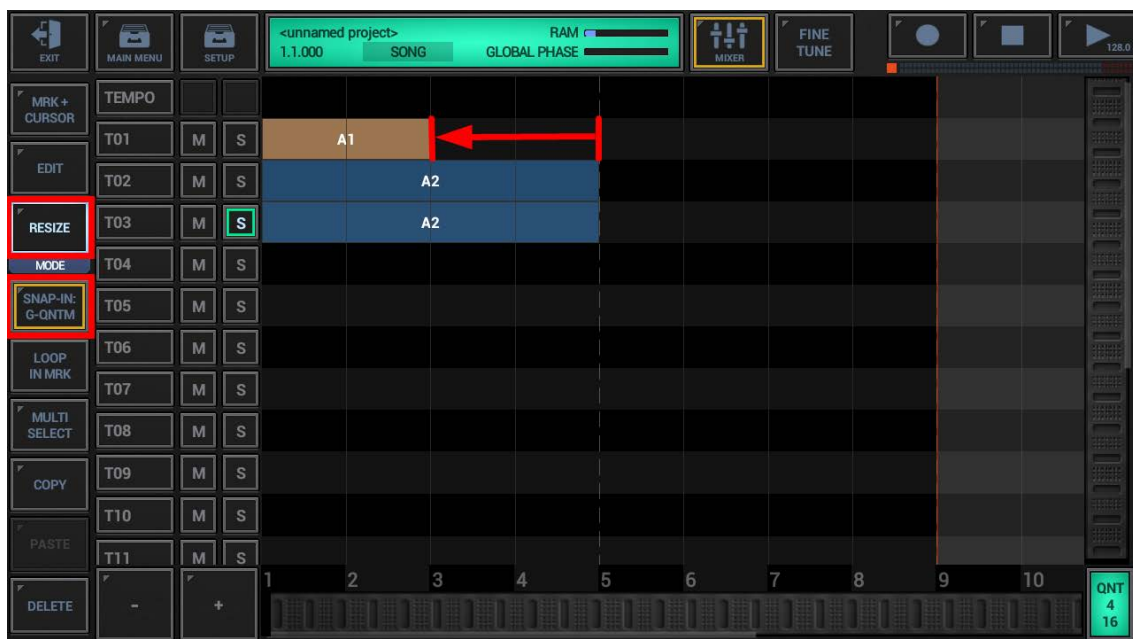 EXIT
MAIN MENU
SETUP
<unnamed project>
RAM
1.1.000
SONG
GLOBAL PHASE
MIXER
FINE
TUNE
128.0
MRK +
CURSOR
EDIT
RESIZE
MODE
SNAP-IN:
G-QNTM
LOOP
IN MRK
MULTI
SELECT
COPY
PASTE
DELETE
TEMPO
T01 M S A1
T02 M S A2
T03 M S A2
T04 M S
T05 M S
T06 M S
T07 M S
T08 M S
T09 M S
T10 M S
T11 M S
- +
1 2 3 4 5 6 7 8 9 10
QNT
4
16